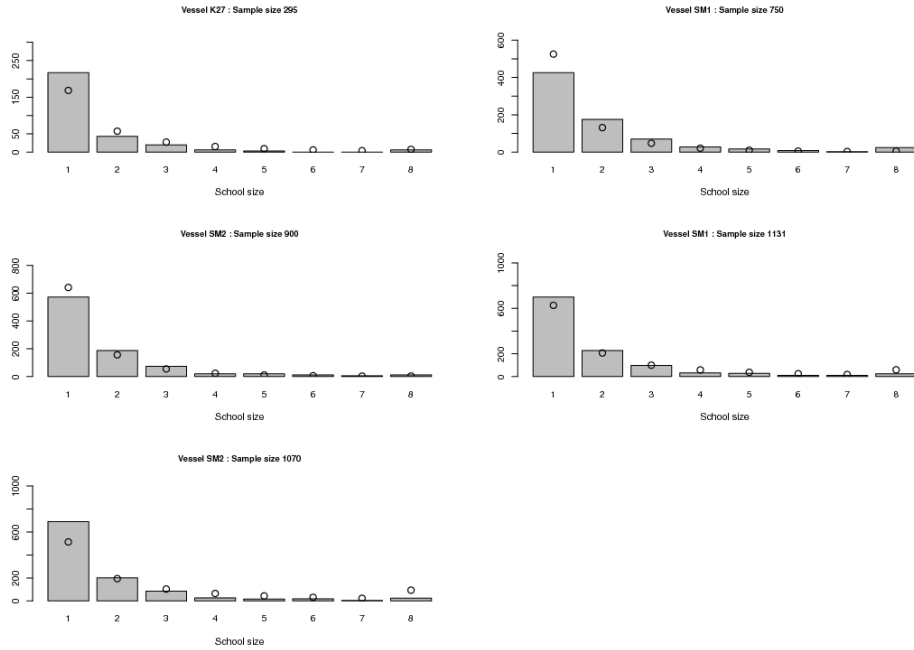 Vessel K27 : Sample size 295
250
150
50
0
1 2 3 4 5 6 7 8
School size
Vessel SM1 : Sample size 750
600
400
200
0
1 2 3 4 5 6 7 8
School size
Vessel SM2 : Sample size 900
800
600
400
200
0
1 2 3 4 5 6 7 8
School size
Vessel SM1 : Sample size 1131
1000
600
200
0
1 2 3 4 5 6 7 8
School size
Vessel SM2 : Sample size 1070
1000
600
200
0
1 2 3 4 5 6 7 8
School size